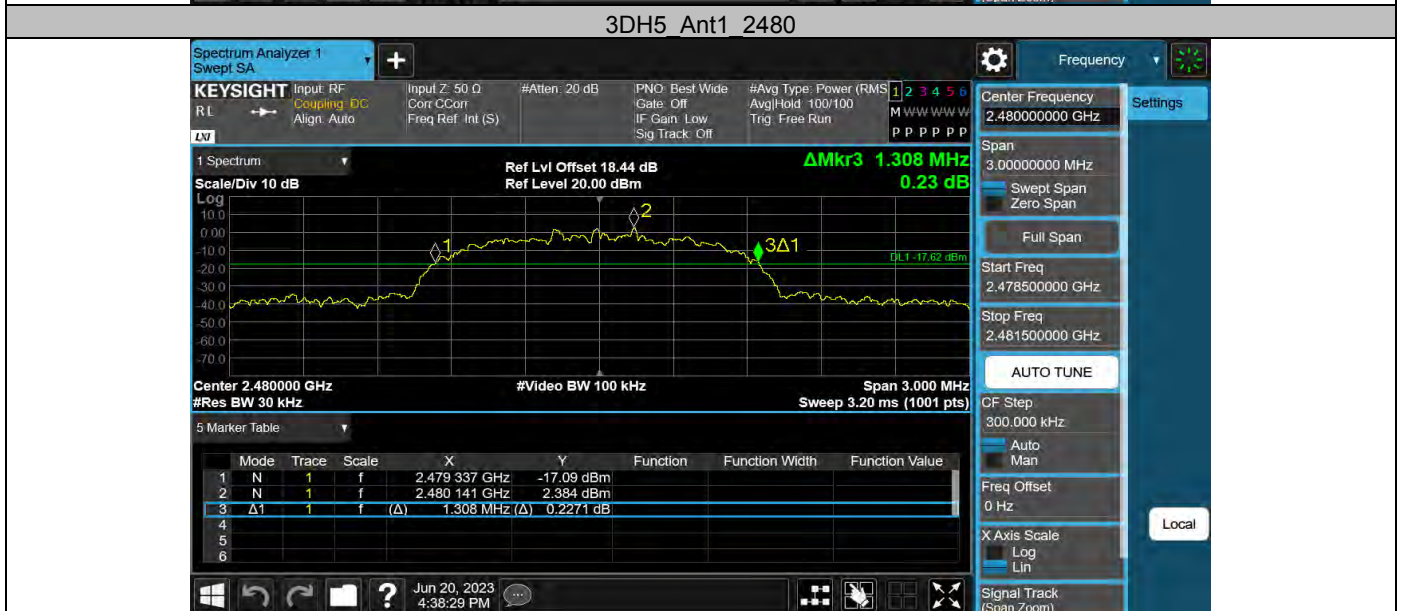 (Span Zoom)
3DH5_Ant1_2480
Spectrum Analyzer 1
Swept SA
+
Frequency
KEYSIGHT
RL
LXI
Input: RF
Coupling: DC
Align: Auto
Input Z: 50 Ω
Corr CCorr
Freq Ref: Int (S)
#Atten: 20 dB
PNO: Best Wide
Gate: Off
IF Gain: Low
Sig Track: Off
#Avg Type: Power (RMS
Avg|Hold: 100/100
Trig: Free Run
1 2 3 4 5 6
M W W W W W
P P P P P P
Center Frequency
2.480000000 GHz
Settings
Span
3.00000000 MHz
Swept Span
Zero Span
Full Span
Start Freq
2.478500000 GHz
Stop Freq
2.481500000 GHz
AUTO TUNE
CF Step
300.000 kHz
Auto
Man
Freq Offset
0 Hz
X Axis Scale
Log
Lin
Signal Track
(Span Zoom)
Local
1 Spectrum
Scale/Div 10 dB
Log
Ref Lvl Offset 18.44 dB
Ref Level 20.00 dBm
ΔMkr3 1.308 MHz
0.23 dB
10.0
0.00
-10.0
-20.0
-30.0
-40.0
-50.0
-60.0
-70.0
1
2
3Δ1
DL1 -17.62 dBm
Center 2.480000 GHz
#Res BW 30 kHz
#Video BW 100 kHz
Span 3.000 MHz
Sweep 3.20 ms (1001 pts)
5 Marker Table
Mode Trace Scale X Y Function Function Width Function Value
1 N 1 f 2.479 337 GHz -17.09 dBm
2 N 1 f 2.480 141 GHz 2.384 dBm
3 Δ1 1 f (Δ) 1.308 MHz (Δ) 0.2271 dB
4
5
6
?
Jun 20, 2023
4:38:29 PM